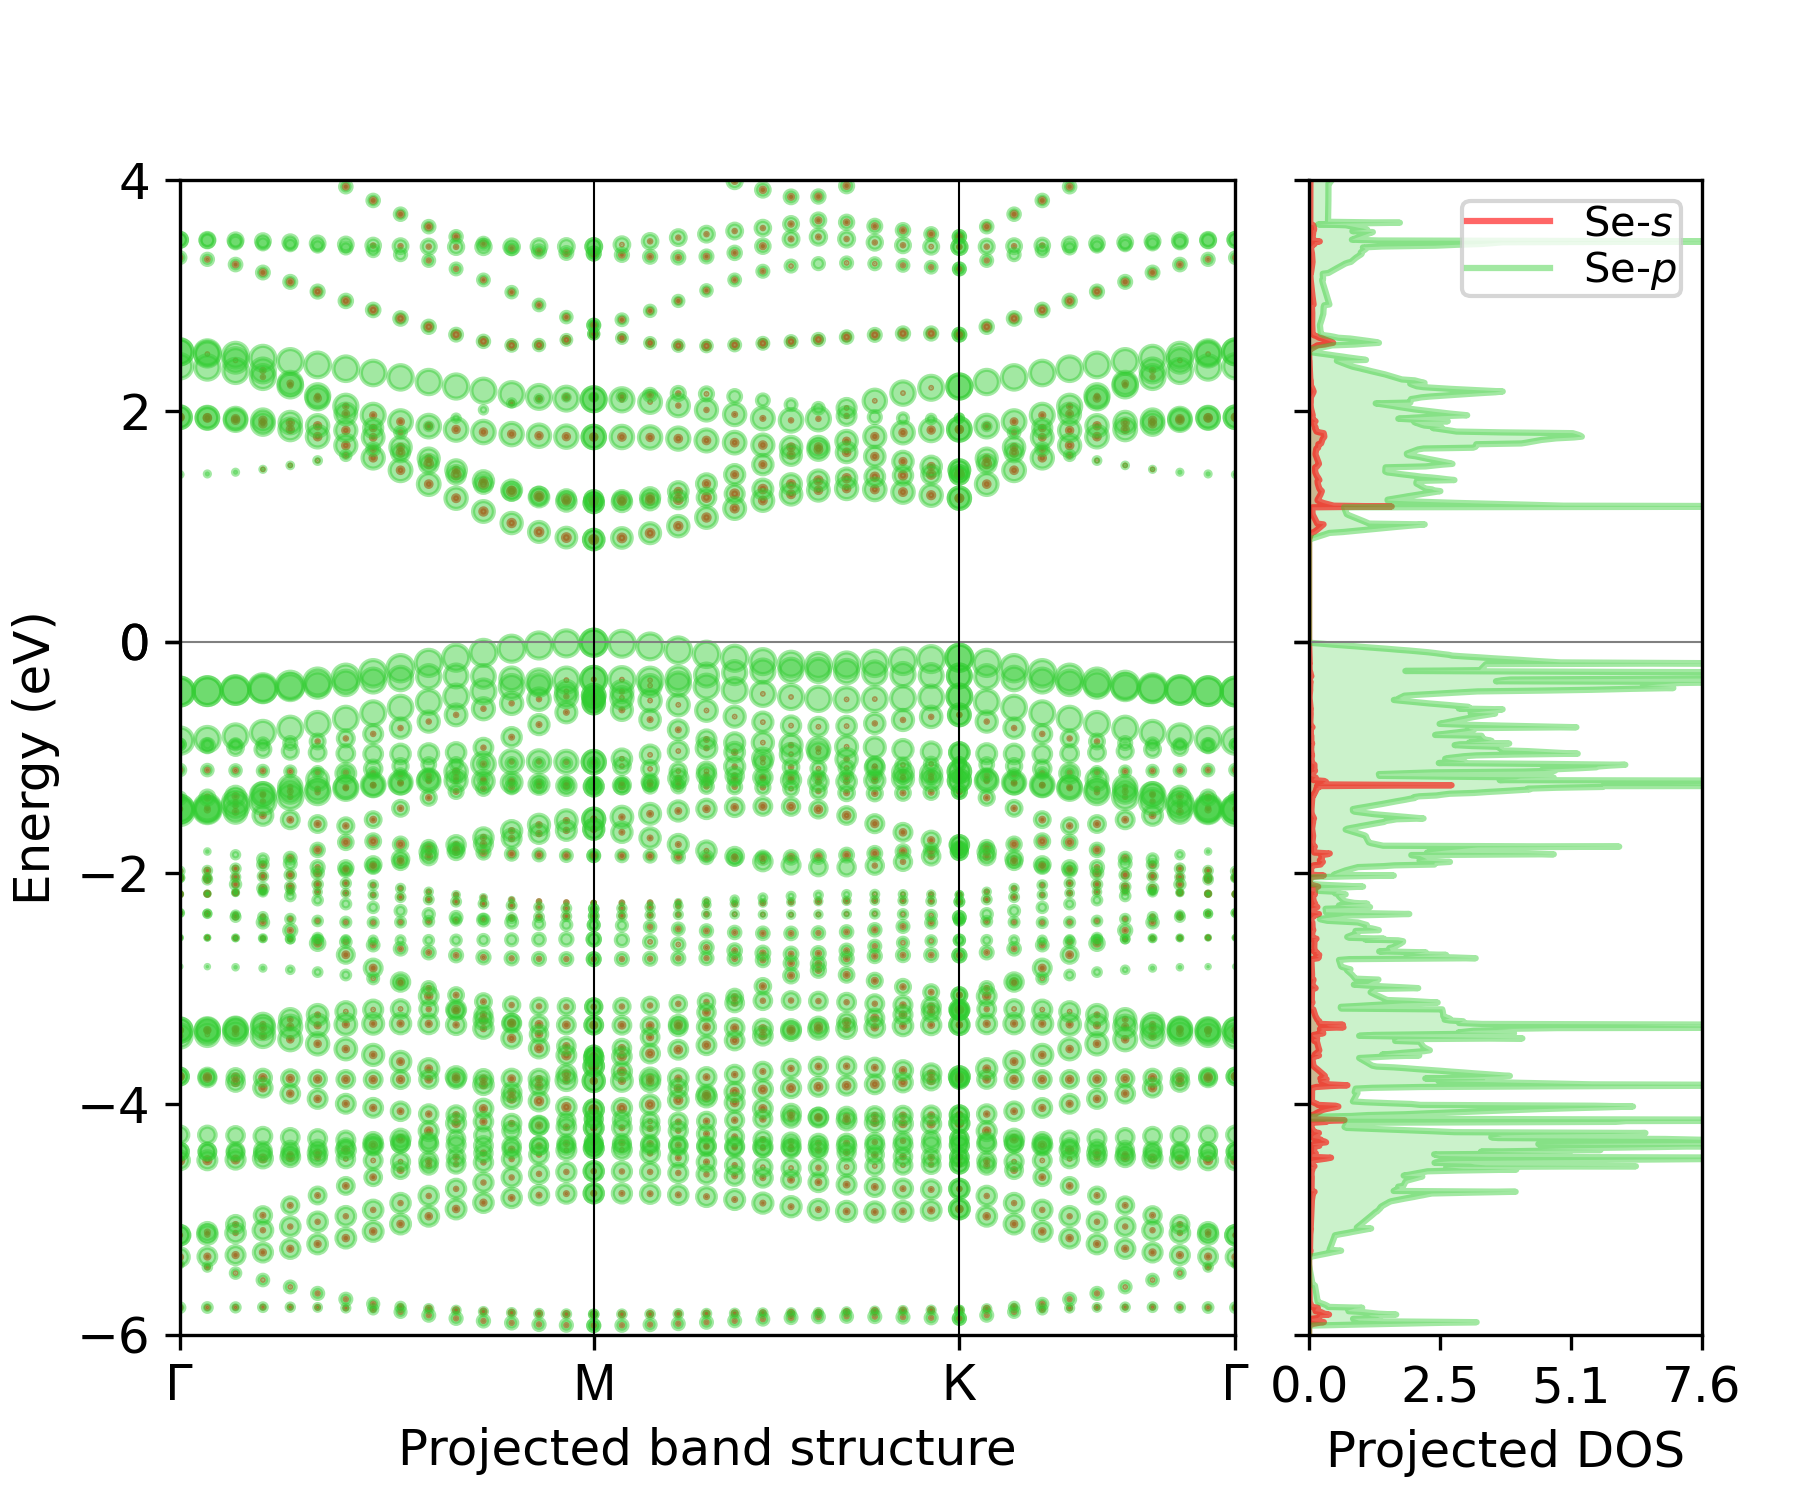 Se-s
Se-p
4
2
0
−2
−4
−6
Energy (eV)
Γ
M
K
Γ
0.0
2.5
5.1
7.6
Projected band structure
Projected DOS